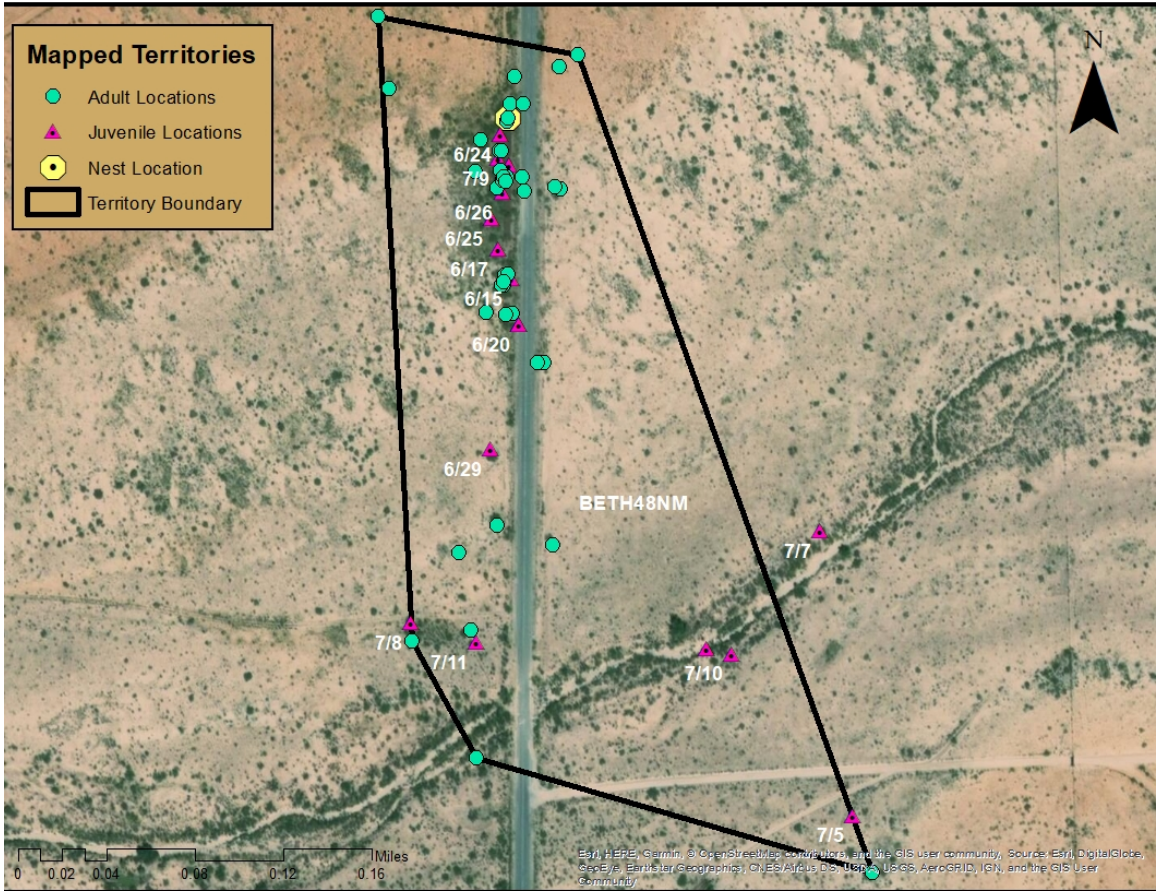 Mapped Territories
Adult Locations
Juvenile Locations
Nest Location
Territory Boundary
N
6/24
7/9
6/26
6/25
6/17
6/15
6/20
6/29
BETH48NM
7/7
7/8
7/11
7/10
7/5
Miles
0 0.02 0.04 0.08 0.12 0.16
Esri, HERE, Garmin, © OpenStreetMap contributors, and the GIS user community, Source: Esri, DigitalGlobe,
GeoEye, Earthstar Geographics, CNES/Airbus DS, USDA, USGS, AeroGRID, IGN, and the GIS User
Community